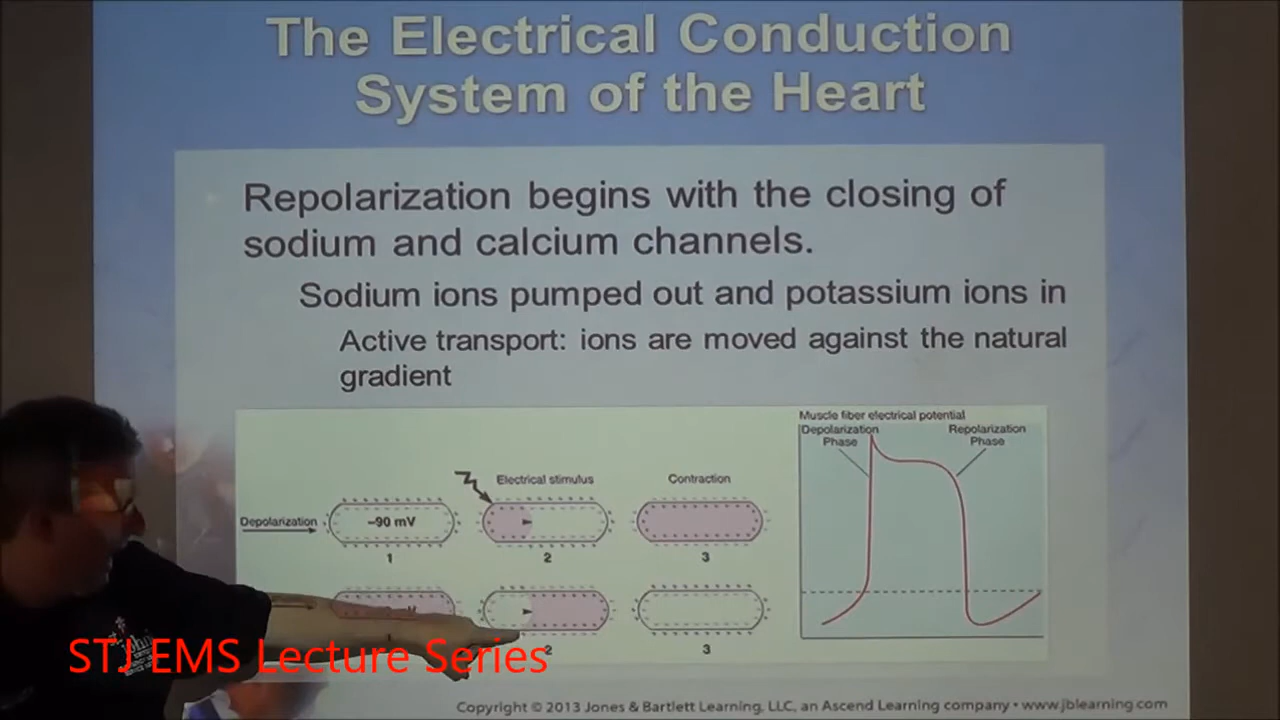 The Electrical Conduction
System of the Heart
Repolarization begins with the closing of
sodium and calcium channels.
Sodium ions pumped out and potassium ions in
Active transport: ions are moved against the natural
gradient
Muscle fiber electrical potential
Depolarization
Phase
Repolarization
Phase
Electrical stimulus
Contraction
Depolarization
–90 mV
1
2
3
2
3
STJ EMS Lecture Series
Copyright © 2013 Jones & Bartlett Learning, LLC, an Ascend Learning company • www.jblearning.com